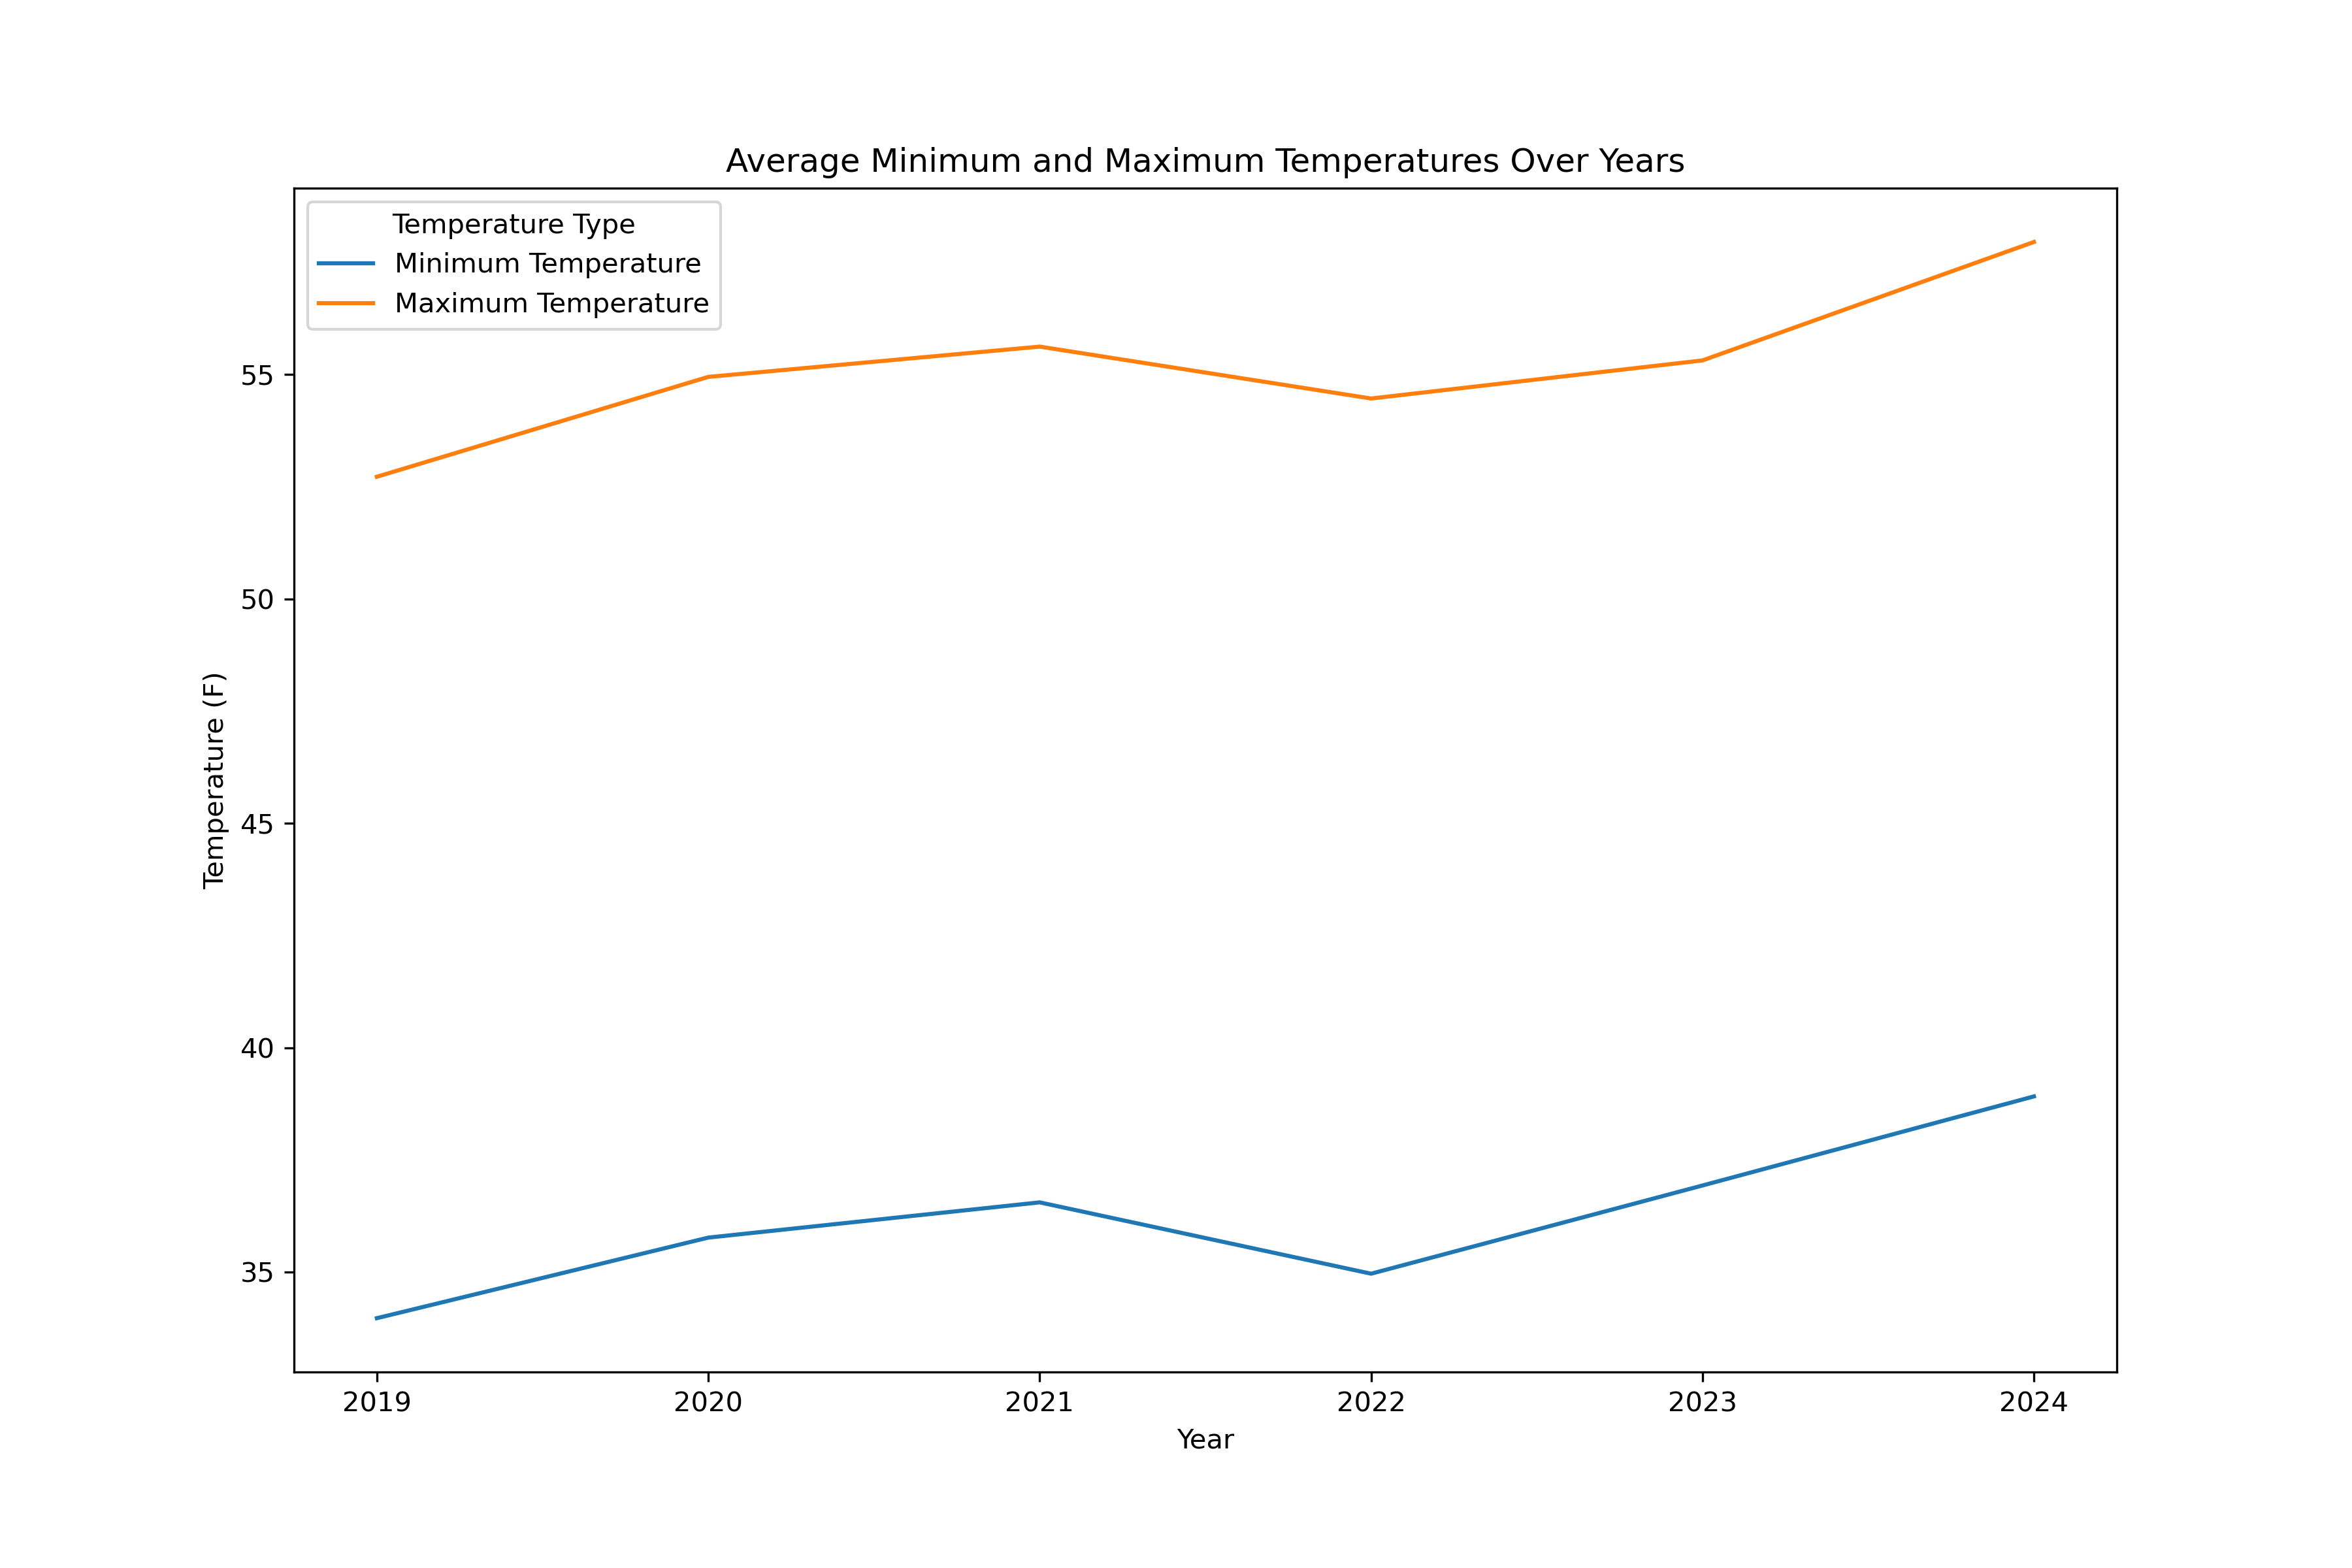 Average Minimum and Maximum Temperatures Over Years
Temperature Type
Minimum Temperature
Maximum Temperature
55
50
45
40
35
Temperature (F)
2019 2020 2021 2022 2023 2024
Year